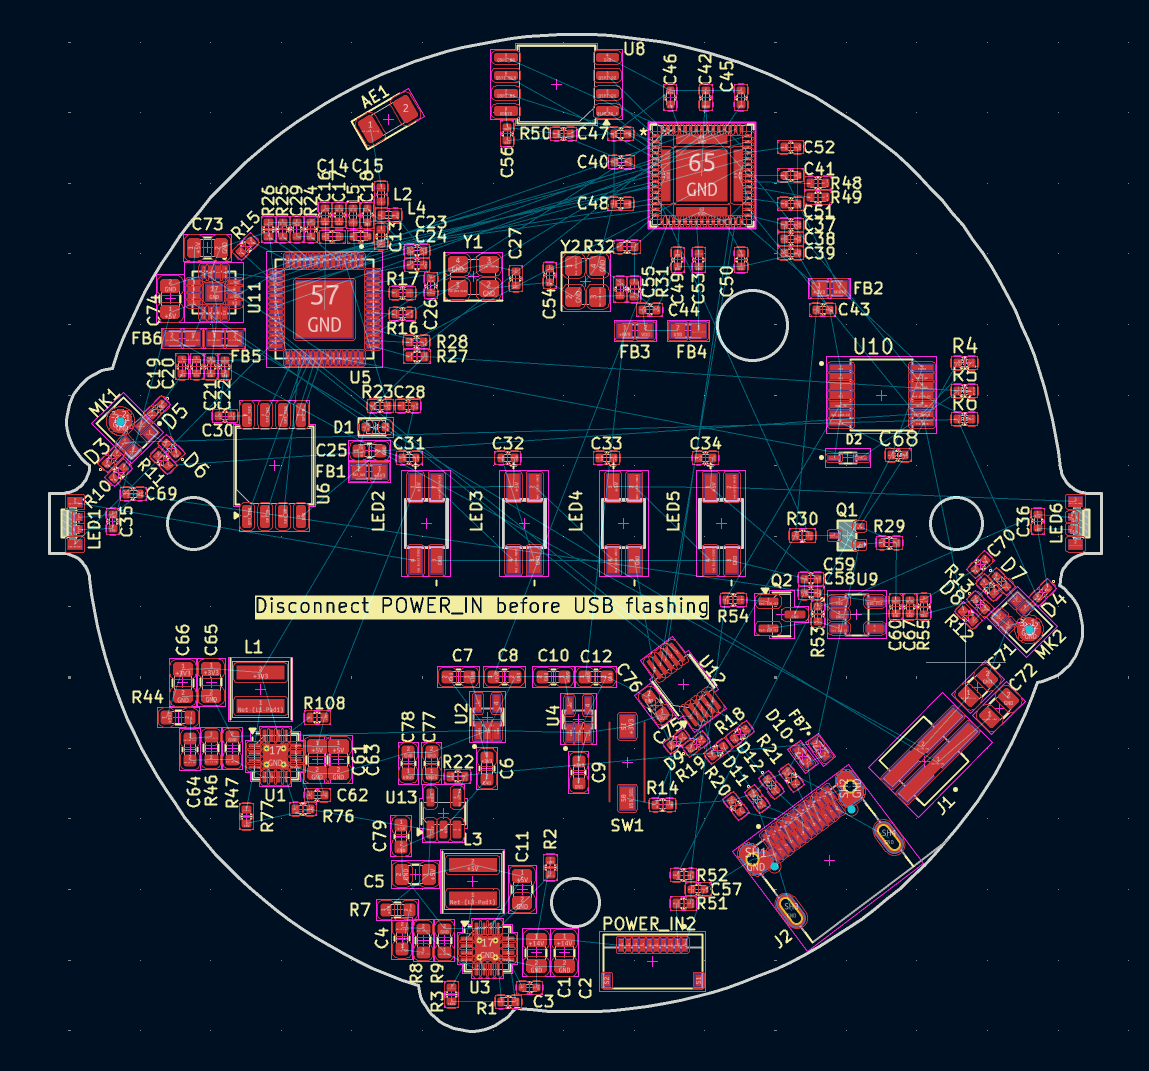 U8
C46
C42
C45
AE1
1
2
R50
C47
*
C56
C40
65
GND
C52
C41
R48
R49
C48
C51
C37
C38
C39
R26
R25
C29
R24
C16
C14
C17
C15
C18
L2
L4
C13
C23
C24
C73
R15
Y1
C27
Y2
R32
C54
C55
R31
C49
C53
C50
U11
57
GND
R17
C26
R16
C74
FB6
FB5
R28
R27
U5
C44
FB3
FB4
FB2
C43
U10
R4
R5
R6
C19
C20
C21
C22
C30
R23
C28
D1
C25
FB1
U6
MK1
D5
D3
D6
R11
R10
C69
LED1
C35
C31
C32
C33
C34
LED2
LED3
LED4
LED5
D2
C68
R30
Q1
R29
C36
LED6
C59
C58
U9
Q2
R54
R53
C60
C67
R55
C70
D7
R13
D8
R12
D4
MK2
Disconnect POWER_IN before USB flashing
C66
C65
L1
R44
R108
C64
R46
R47
17
GND
U1
C61
C63
C62
R77
R76
C7
C8
C10
C12
U2
U4
C78
C77
R22
C6
C9
U13
C79
L3
C76
U12
C75
D9
R19
R18
R20
D11
D12
R21
D10
FB7
R14
SW1
C71
C72
J1
SH1
GND
J2
C5
C11
R2
R7
C4
R8
R9
17
GND
U3
R3
R1
C3
C1
C2
R52
C57
R51
POWER_IN2